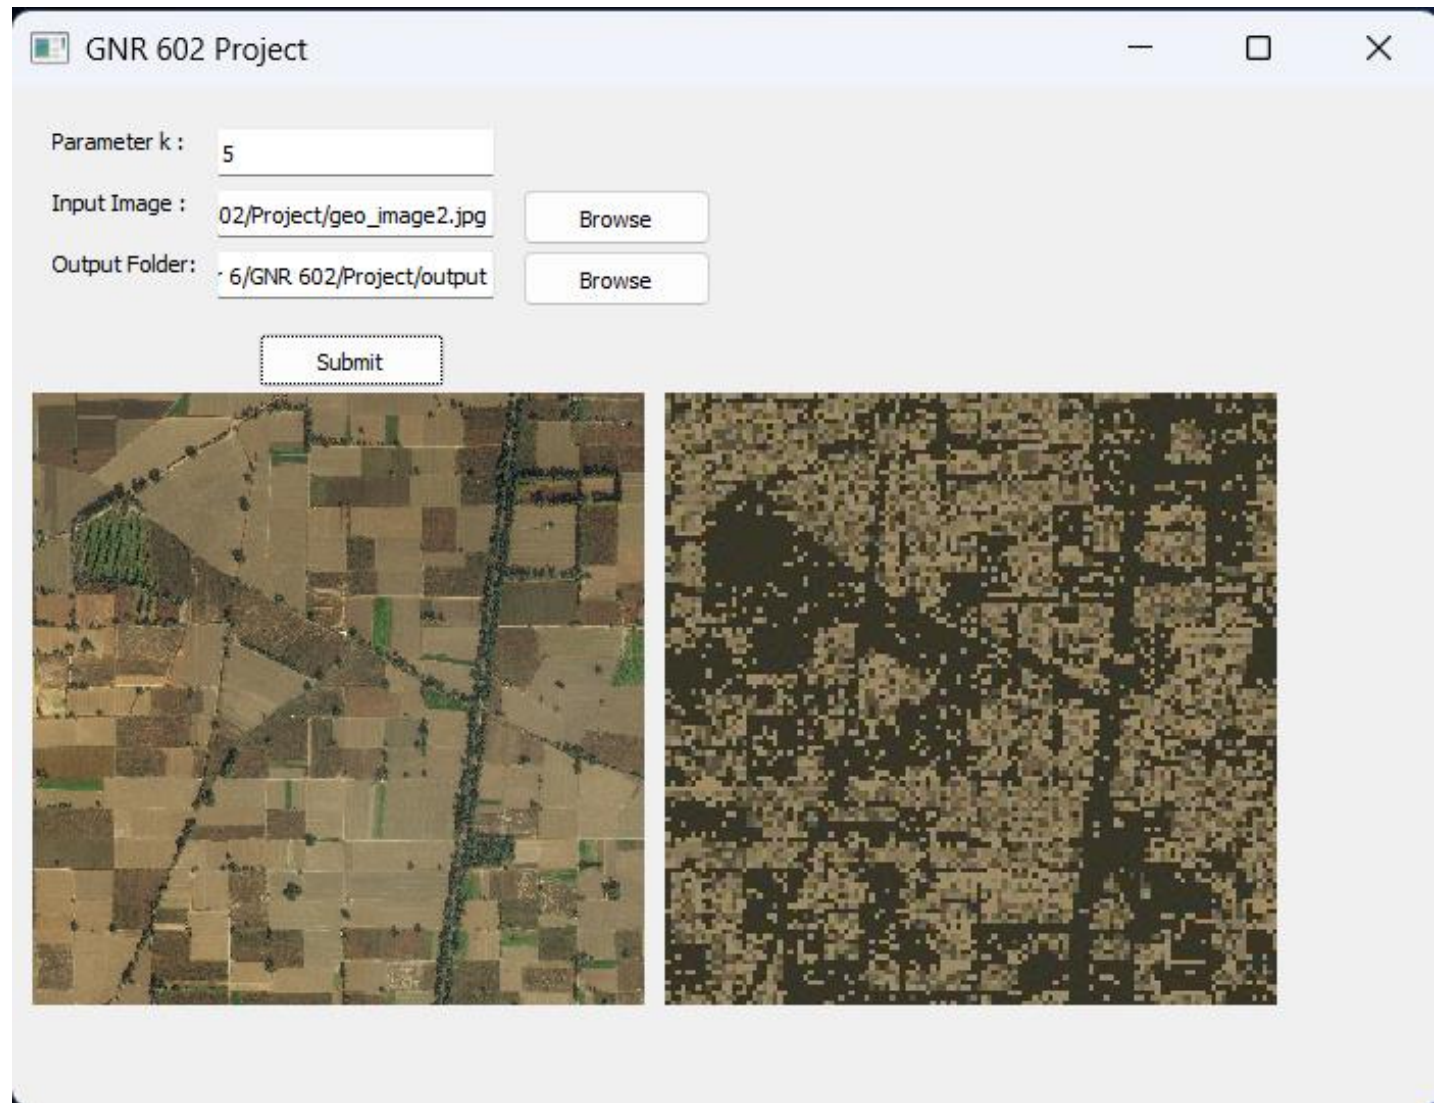 GNR 602 Project
Parameter k :
5
Input Image :
02/Project/geo_image2.jpg
Browse
Output Folder:
6/GNR 602/Project/output
Browse
Submit